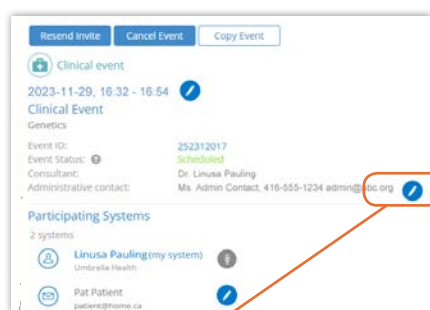 Resend Invite Cancel Event Copy Event
Clinical event
2023-11-29, 16:32 - 16:54
Clinical Event
Genetics
Event ID: 252312017
Event Status: Scheduled
Consultant: Dr. Linusa Pauling
Administrative contact: Ms. Admin Contact, 416-555-1234 admin@abc.org
Participating Systems
2 systems
Linusa Pauling (my system)
Umbrella Health
Pat Patient
patient@home.ca